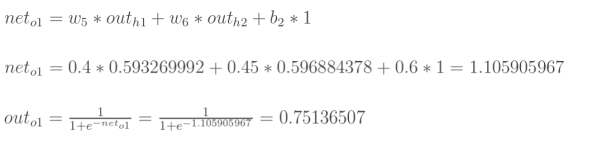 net_{o1} = w_5 * out_{h1} + w_6 * out_{h2} + b_2 * 1
net_{o1} = 0.4 * 0.593269992 + 0.45 * 0.596884378 + 0.6 * 1 = 1.105905967
out_{o1} = \frac{1}{1+e^{-net_{o1}}} = \frac{1}{1+e^{-1.105905967}} = 0.75136507